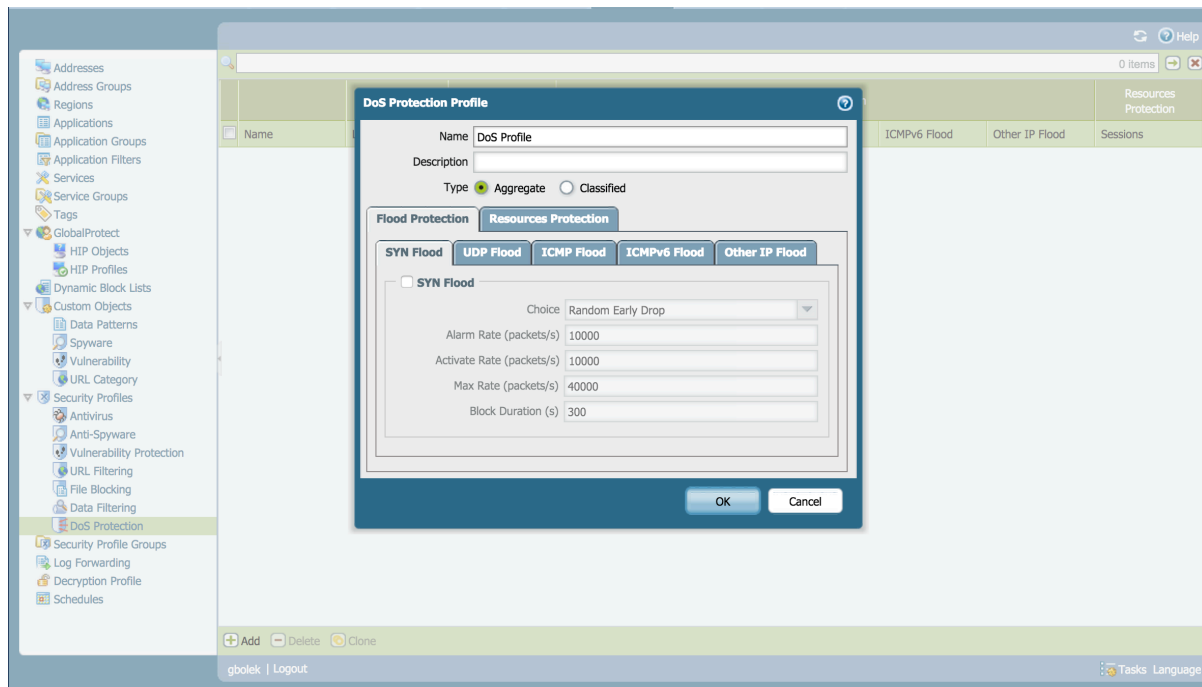 Help
0 items
Resources
Protection
Name
ICMPv6 Flood
Other IP Flood
Sessions
Addresses
Address Groups
Regions
Applications
Application Groups
Application Filters
Services
Service Groups
Tags
GlobalProtect
HIP Objects
HIP Profiles
Dynamic Block Lists
Custom Objects
Data Patterns
Spyware
Vulnerability
URL Category
Security Profiles
Antivirus
Anti-Spyware
Vulnerability Protection
URL Filtering
File Blocking
Data Filtering
DoS Protection
Security Profile Groups
Log Forwarding
Decryption Profile
Schedules
DoS Protection Profile
Name DoS Profile
Description
Type Aggregate Classified
Flood Protection Resources Protection
SYN Flood UDP Flood ICMP Flood ICMPv6 Flood Other IP Flood
SYN Flood
Choice Random Early Drop
Alarm Rate (packets/s) 10000
Activate Rate (packets/s) 10000
Max Rate (packets/s) 40000
Block Duration (s) 300
OK Cancel
Add Delete Clone
gbolek | Logout
Tasks Language